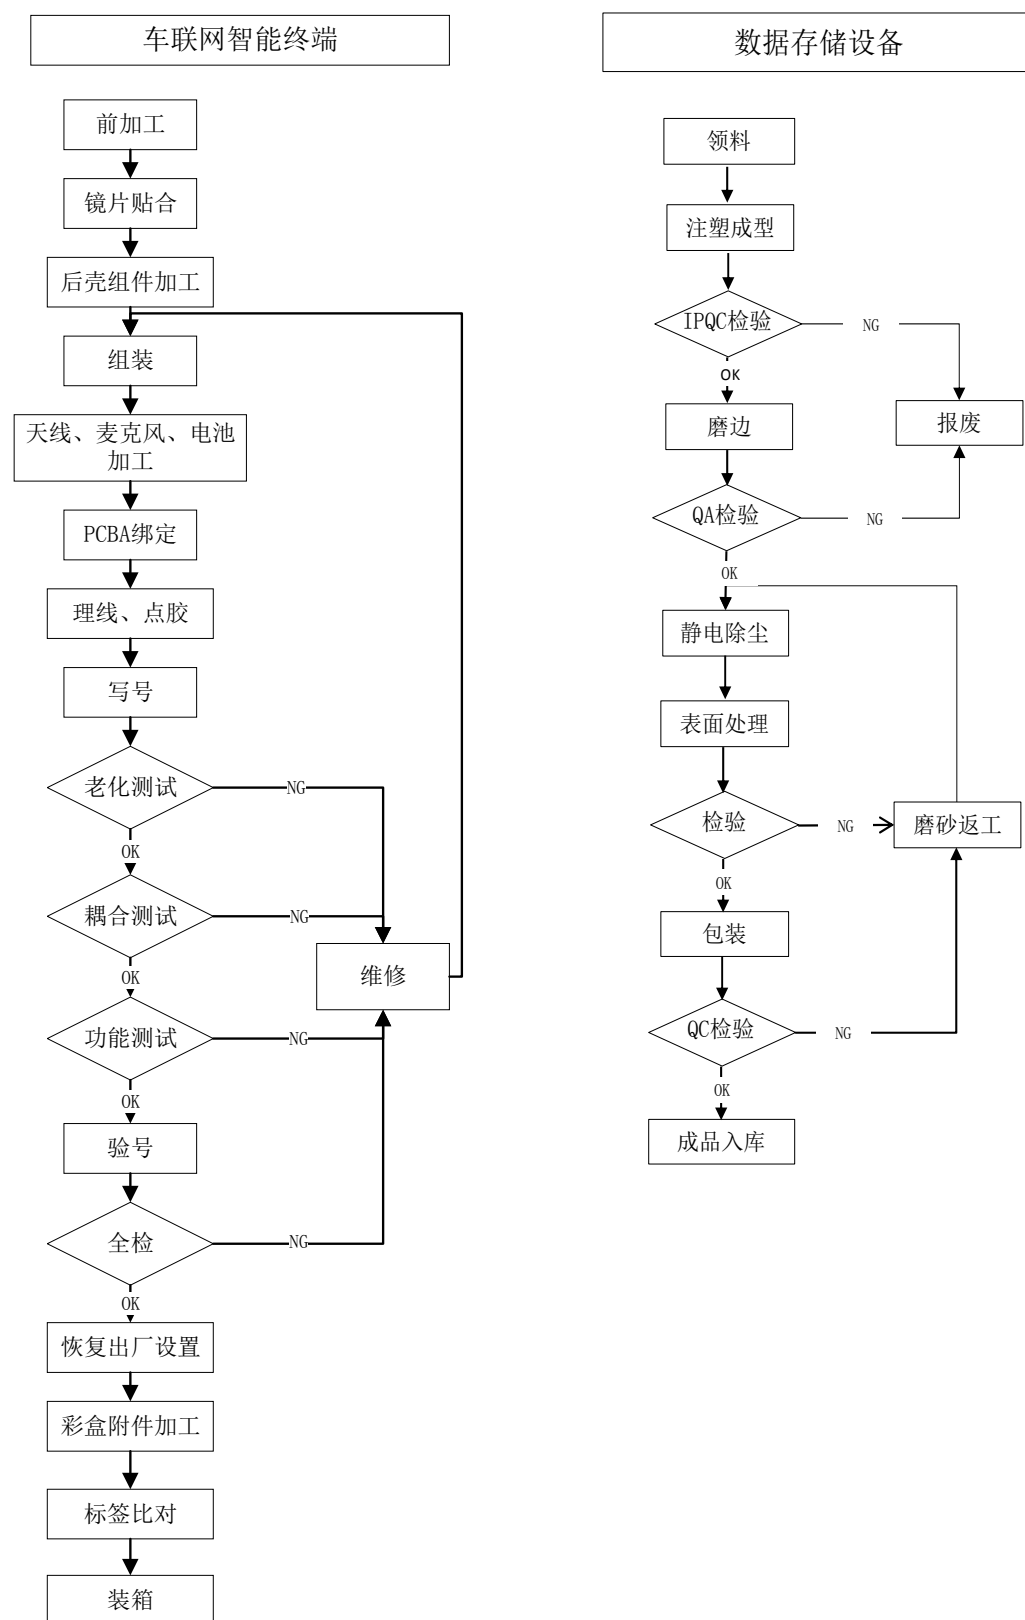 车联网智能终端
前加工
镜片贴合
后壳组件加工
组装
天线、麦克风、电池
加工
PCBA绑定
理线、点胶
写号
老化测试
NG
OK
耦合测试
NG
维修
OK
功能测试
NG
OK
验号
全检
NG
OK
恢复出厂设置
彩盒附件加工
标签比对
装箱
数据存储设备
领料
注塑成型
IPQC检验
NG
OK
磨边
报废
QA检验
NG
OK
静电除尘
表面处理
检验
NG
磨砂返工
OK
包装
QC检验
NG
OK
成品入库